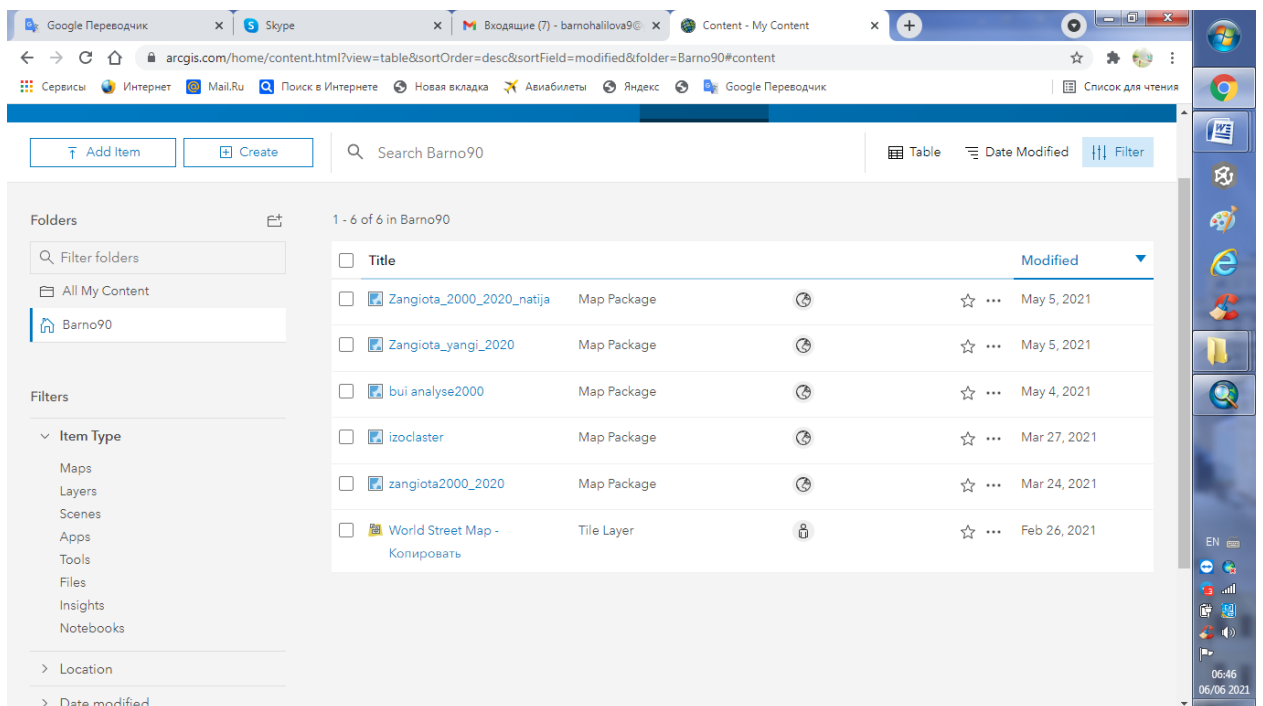 Google Переводчик
Skype
Входящие (7) - barnohalilova9@
Content - My Content
arcgis.com/home/content.html?view=table&sortOrder=desc&sortField=modified&folder=Barno90#content
Сервисы Интернет Mail.Ru Поиск в Интернете Новая вкладка Авиабилеты Яндекс Google Переводчик Список для чтения
Add Item Create Search Barno90 Table Date Modified Filter
Folders
Filter folders
All My Content
Barno90
Filters
Item Type
Maps
Layers
Scenes
Apps
Tools
Files
Insights
Notebooks
Location
Date modified
1 - 6 of 6 in Barno90
Title Modified
Zangiota_2000_2020_natija Map Package May 5, 2021
Zangiota_yangi_2020 Map Package May 5, 2021
bui analyse2000 Map Package May 4, 2021
izoclaster Map Package Mar 27, 2021
zangiota2000_2020 Map Package Mar 24, 2021
World Street Map - Tile Layer Feb 26, 2021
Копировать
EN
06:46
06/06 2021